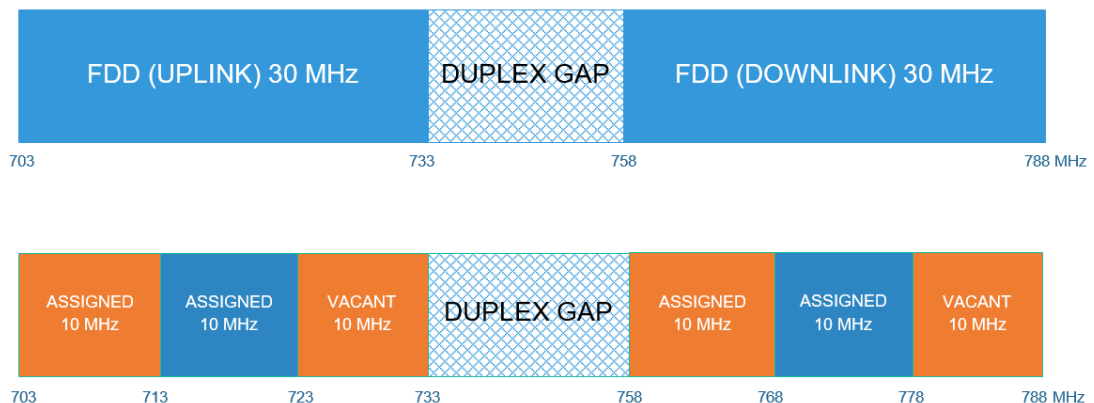 FDD (UPLINK) 30 MHz
DUPLEX GAP
FDD (DOWNLINK) 30 MHz
703
733
758
788 MHz
ASSIGNED
10 MHz
ASSIGNED
10 MHz
VACANT
10 MHz
DUPLEX GAP
ASSIGNED
10 MHz
ASSIGNED
10 MHz
VACANT
10 MHz
703
713
723
733
758
768
778
788 MHz